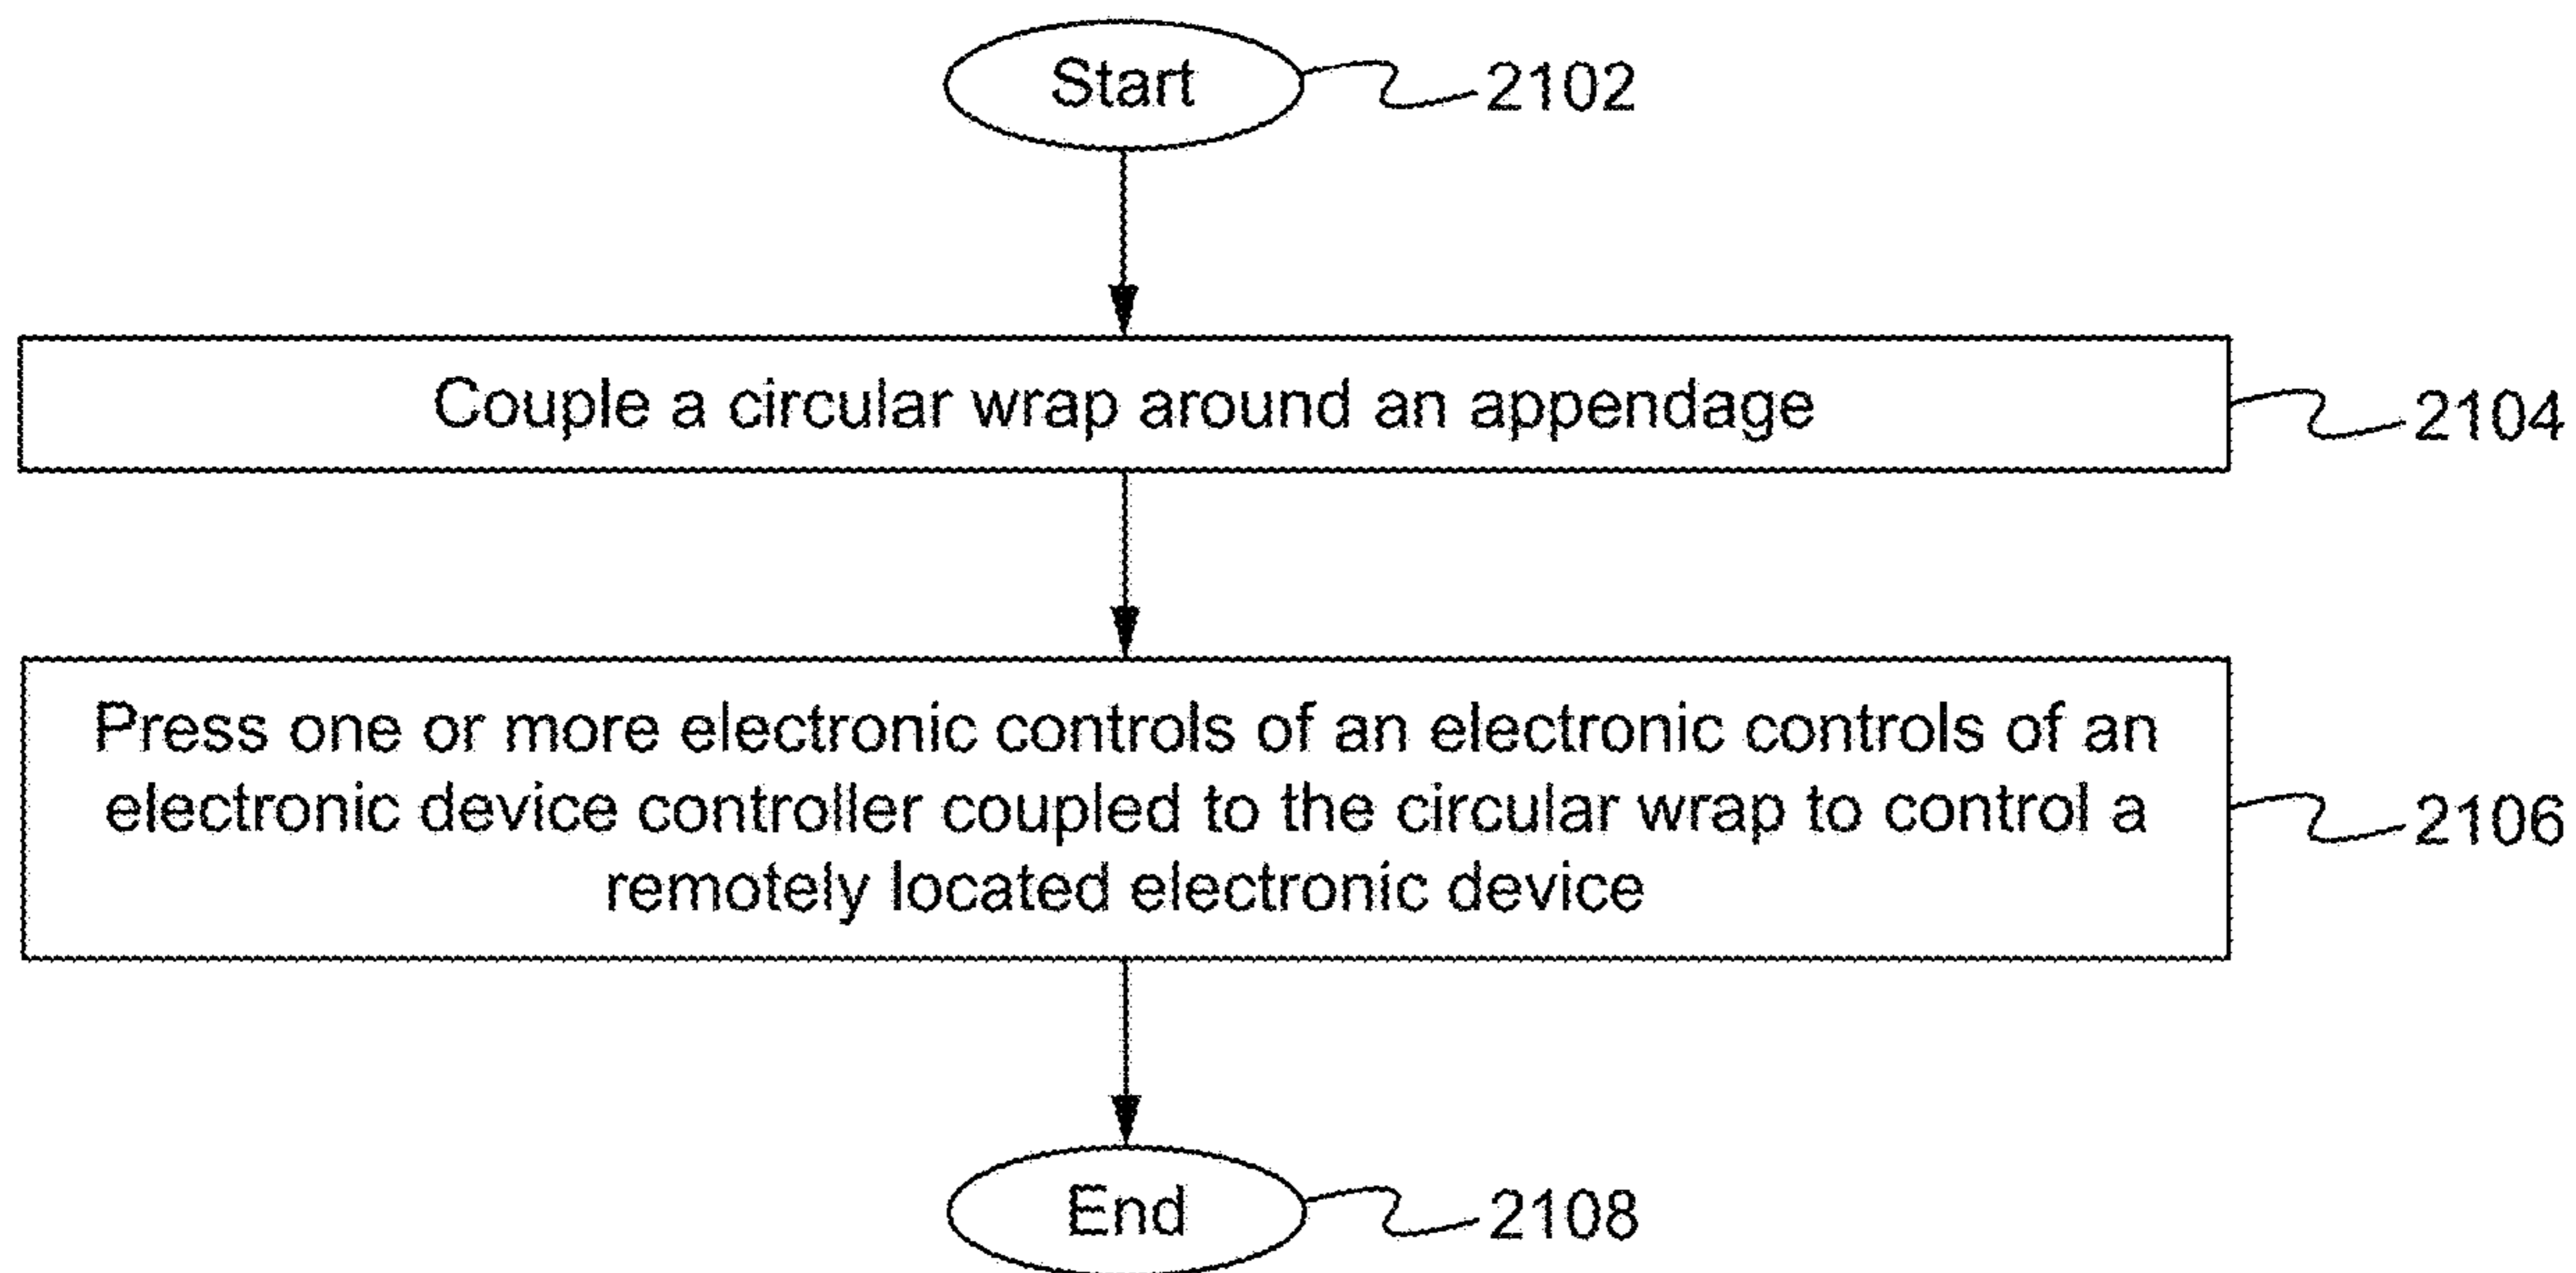 Start
2102
Couple a circular wrap around an appendage
2104
Press one or more electronic controls of an electronic controls of an
electronic device controller coupled to the circular wrap to control a
remotely located electronic device
2106
End
2108